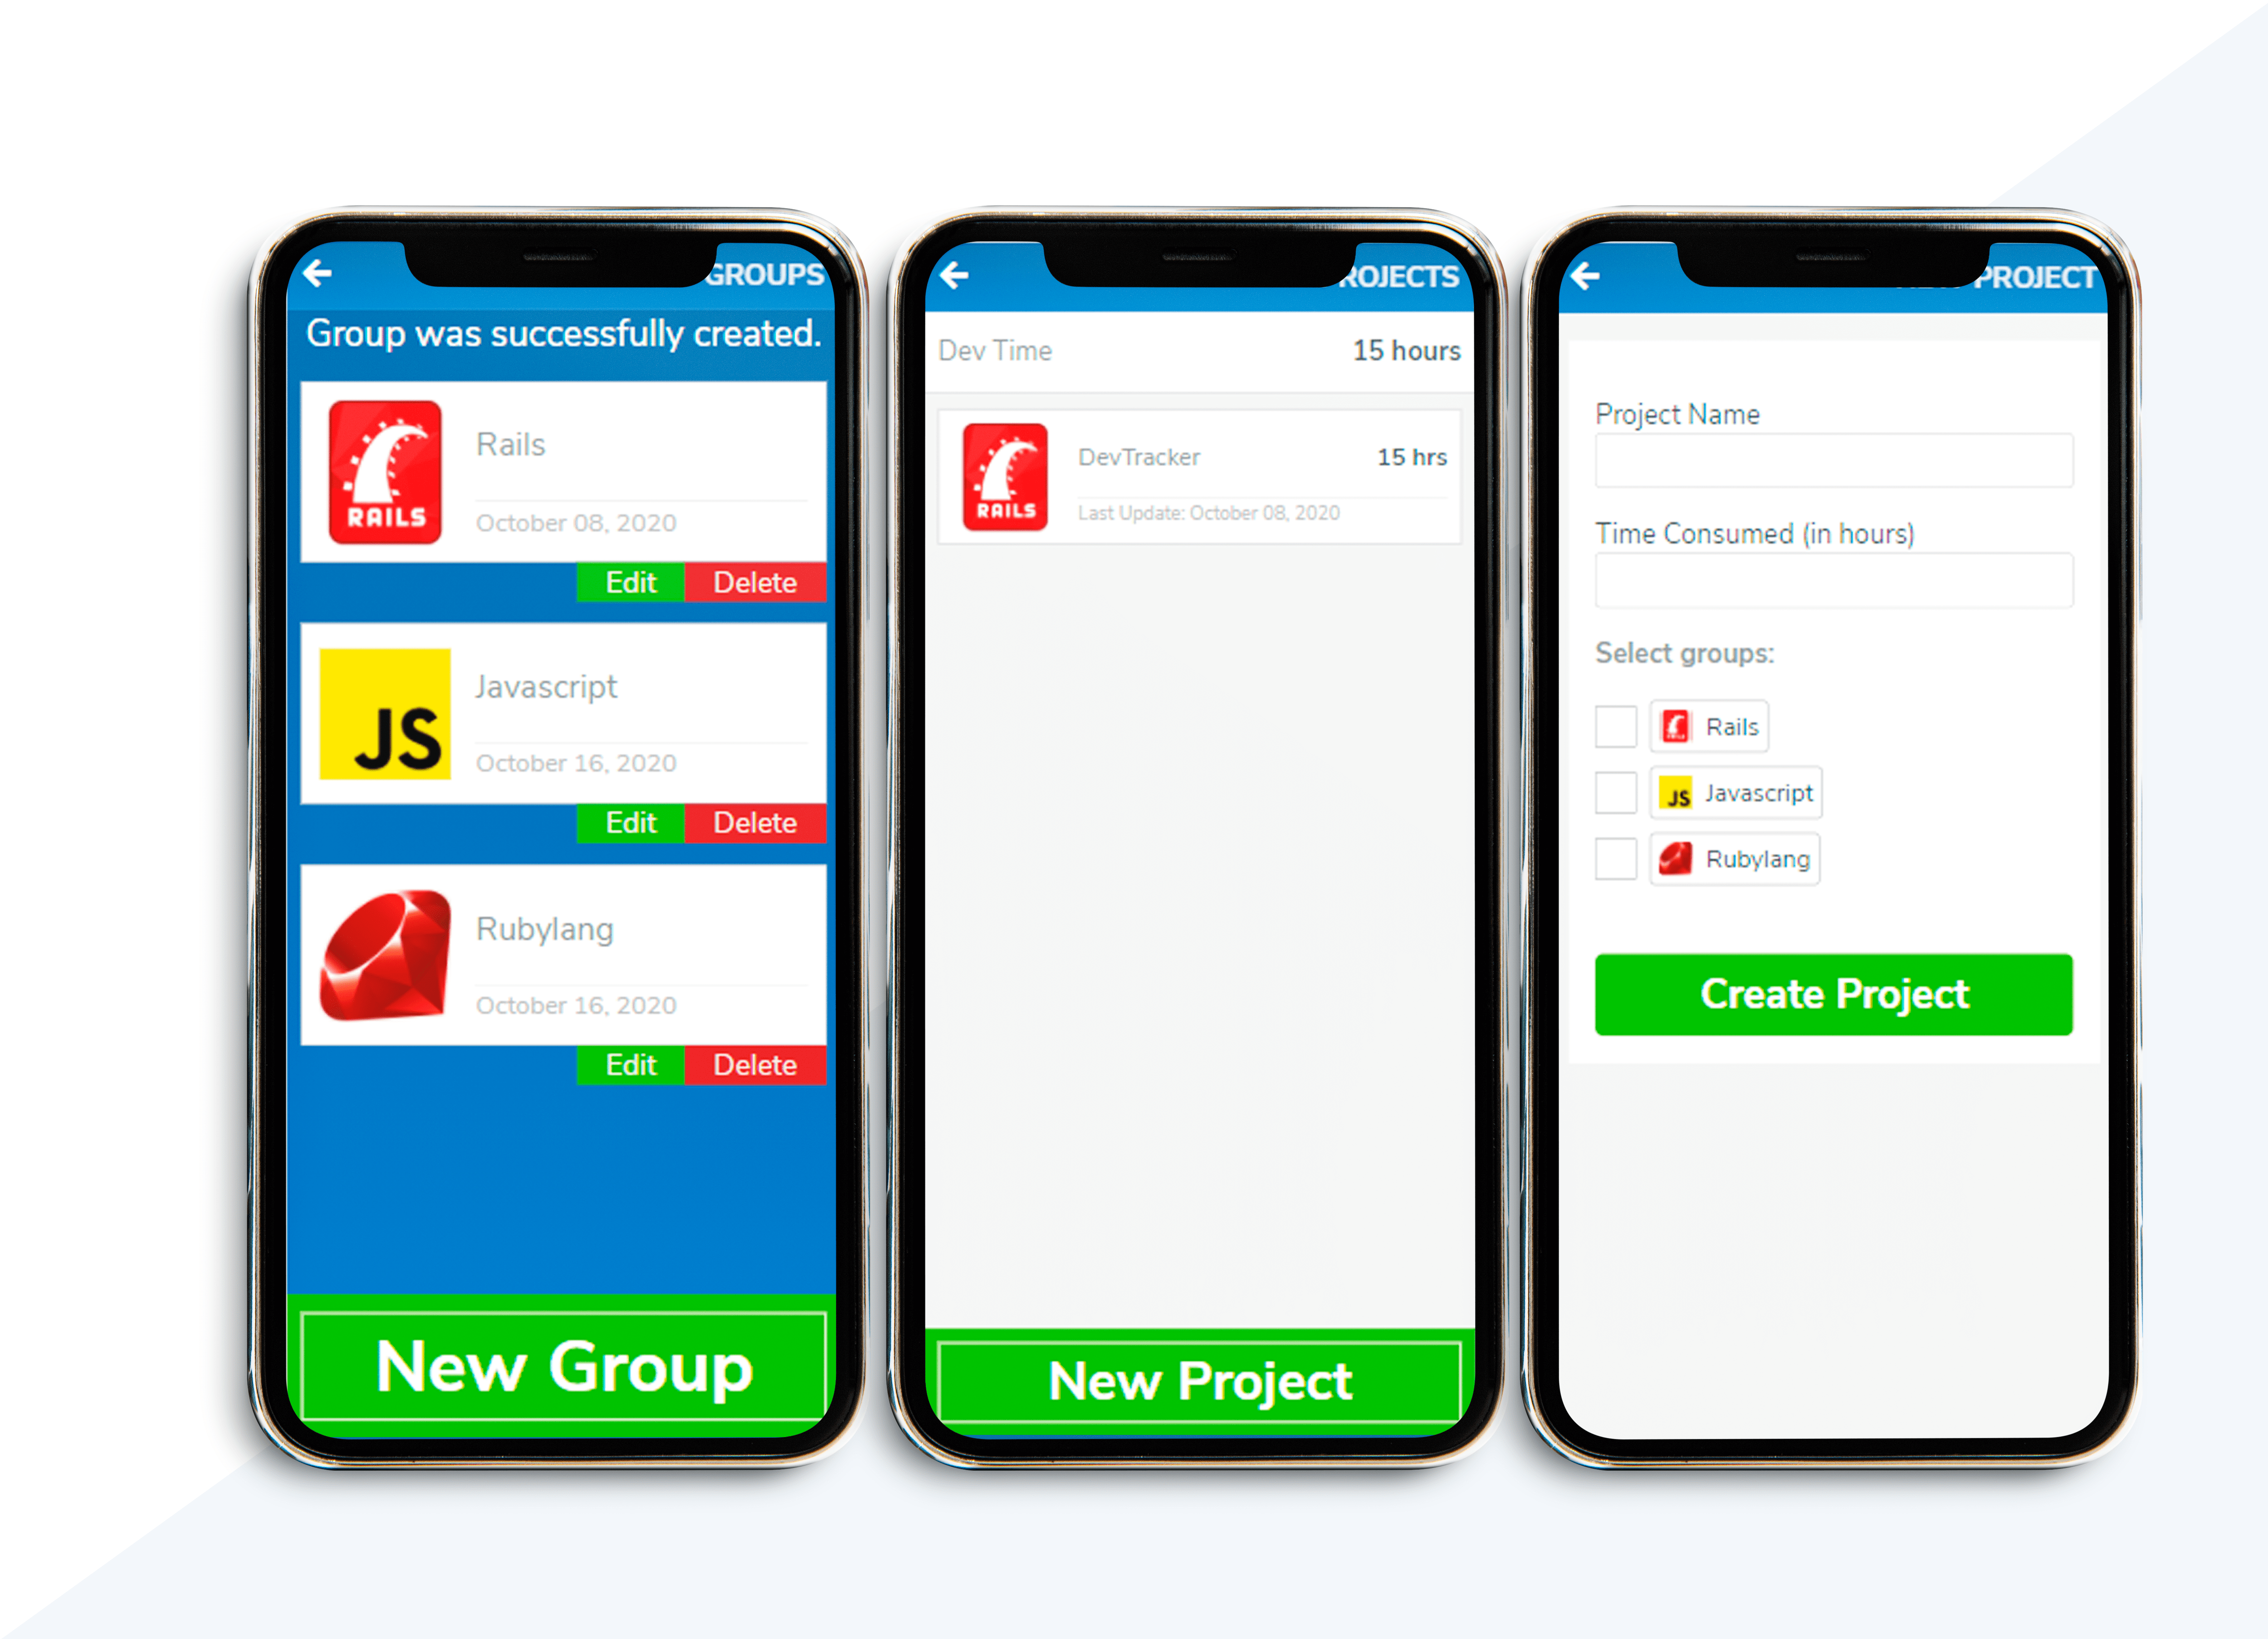 GROUPS
Group was successfully created.
RAILS
Rails
October 08, 2020
Edit Delete
JS
Javascript
October 16, 2020
Edit Delete
Rubylang
October 16, 2020
Edit Delete
New Group
ROJECTS
Dev Time 15 hours
RAILS
DevTracker 15 hrs
Last Update: October 08, 2020
New Project
PROJECT
Project Name
Time Consumed (in hours)
Select groups:
Rails
JS Javascript
Rubylang
Create Project